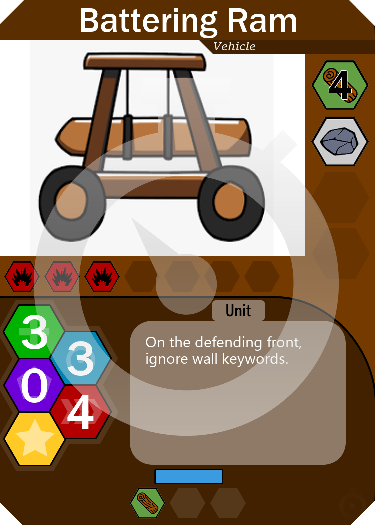 Battering Ram
Vehicle
4
Unit
3
3
0
4
On the defending front,
ignore wall keywords.